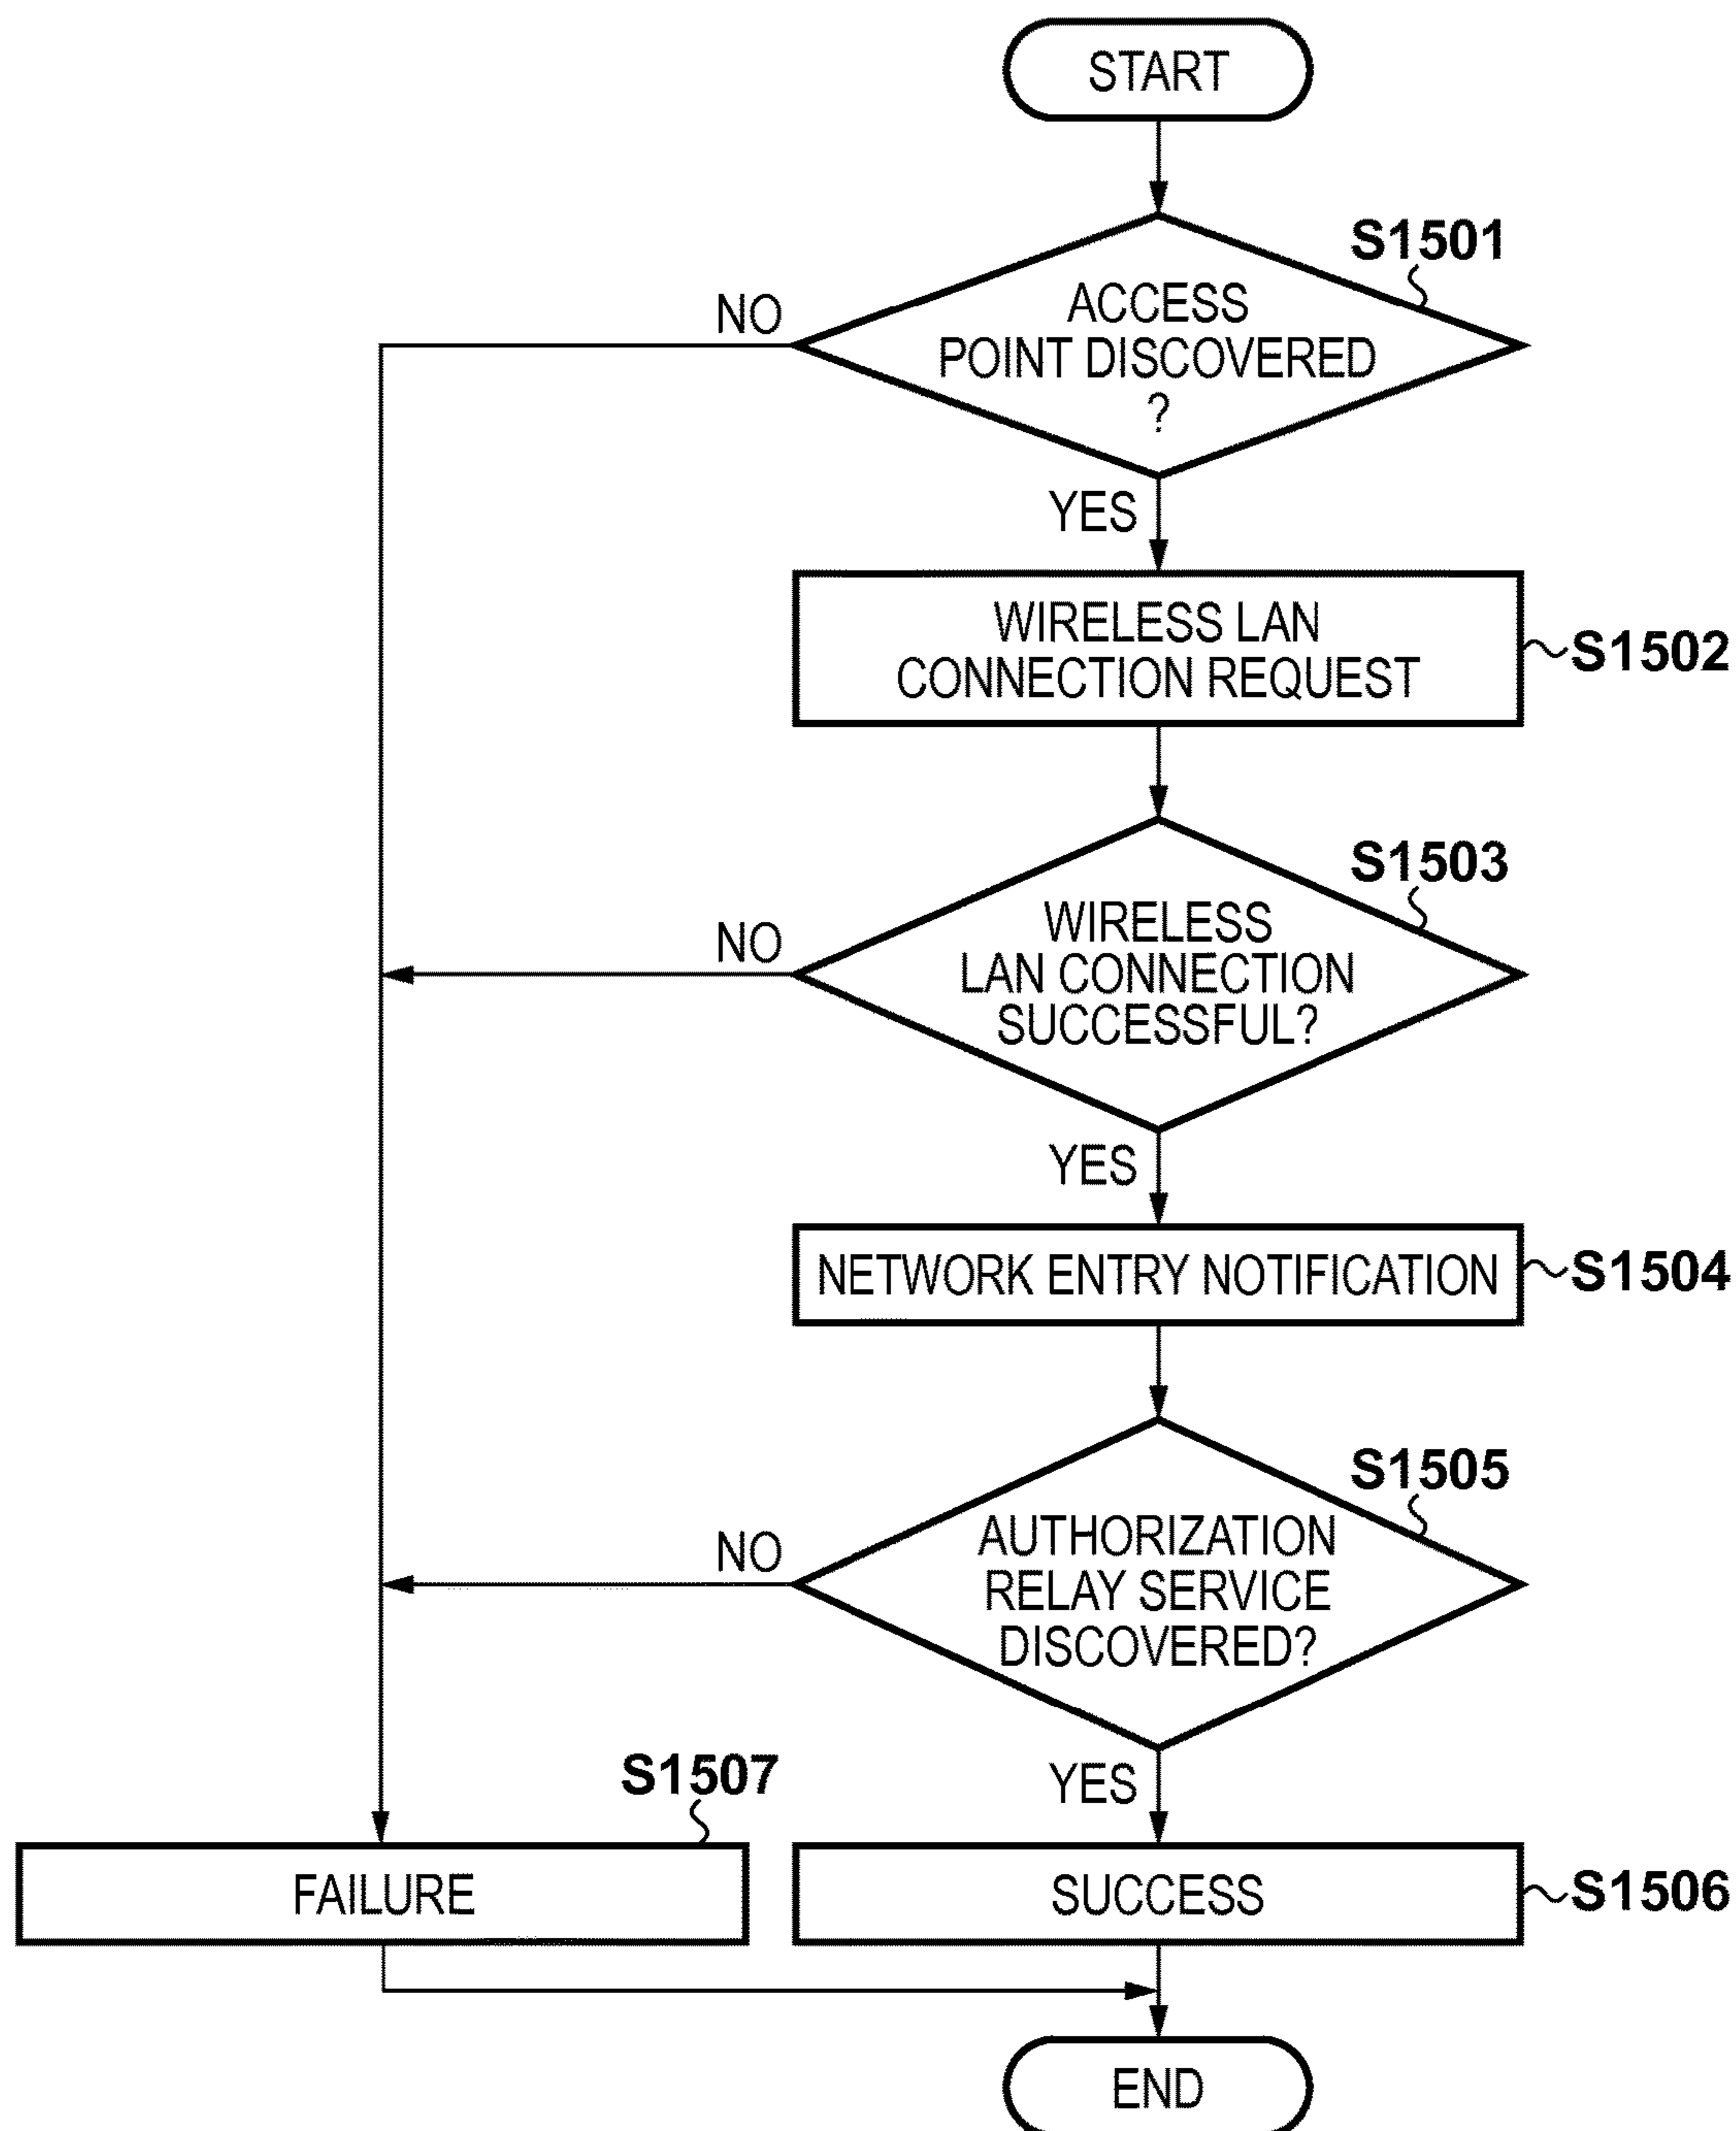 START
S1501
ACCESS
POINT DISCOVERED
?
NO
YES
WIRELESS LAN
CONNECTION REQUEST
S1502
S1503
WIRELESS
LAN CONNECTION
SUCCESSFUL?
NO
YES
NETWORK ENTRY NOTIFICATION
S1504
S1505
AUTHORIZATION
RELAY SERVICE
DISCOVERED?
NO
YES
S1507
FAILURE
SUCCESS
S1506
END